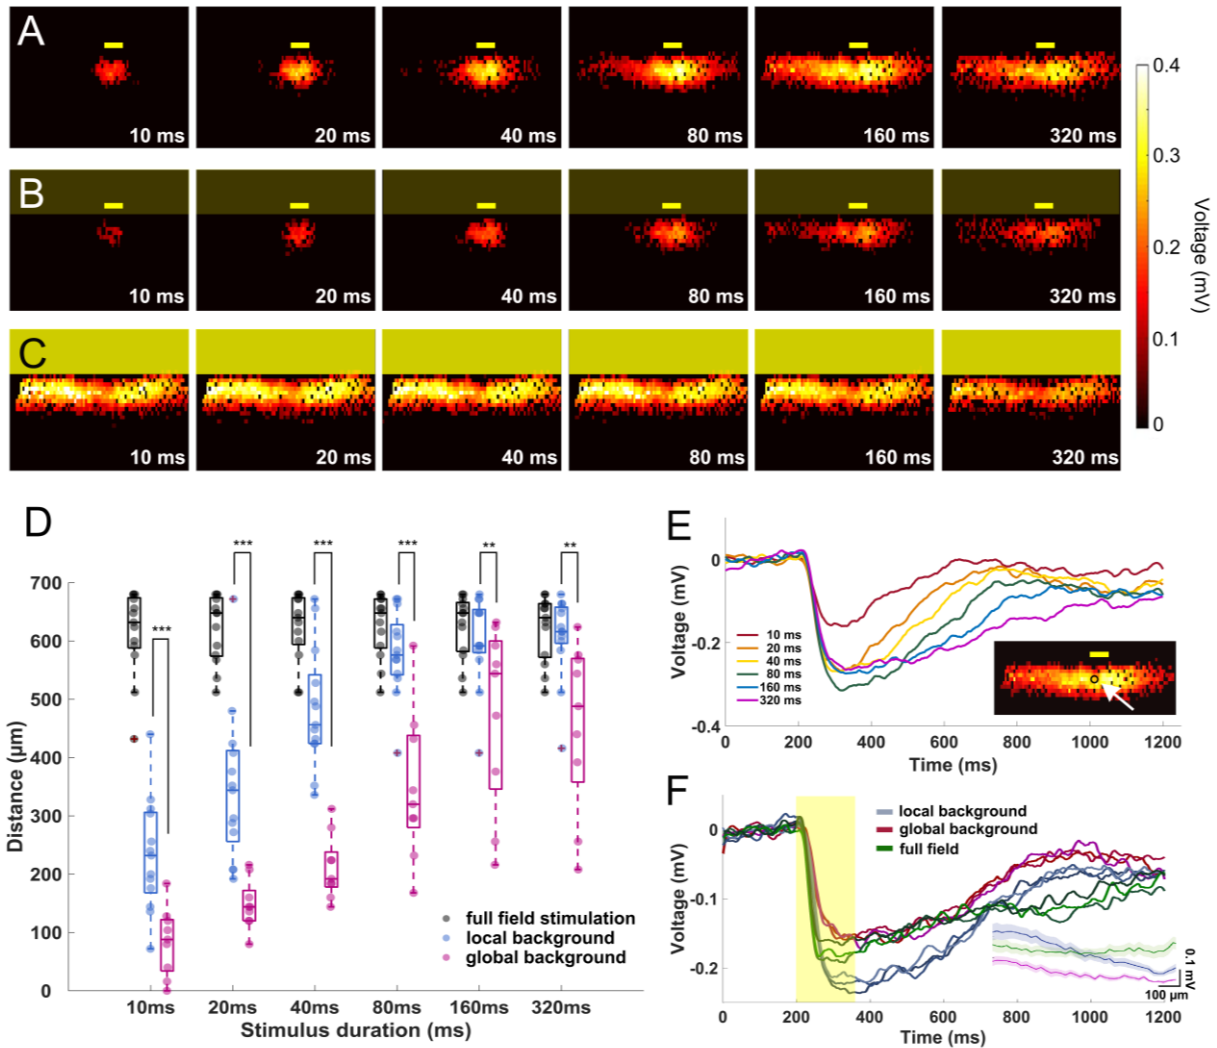 A
10 ms
20 ms
40 ms
80 ms
160 ms
320 ms
B
10 ms
20 ms
40 ms
80 ms
160 ms
320 ms
C
10 ms
20 ms
40 ms
80 ms
160 ms
320 ms
0.4
0.3
0.2
0.1
0
Voltage (mV)
D
***
***
***
***
**
**
700
600
500
400
300
200
100
0
Distance (µm)
full field stimulation
local background
global background
10ms
20ms
40ms
80ms
160ms
320ms
Stimulus duration (ms)
E
0
-0.2
-0.4
Voltage (mV)
10 ms
20 ms
40 ms
80 ms
160 ms
320 ms
0
200
400
600
800
1000
1200
Time (ms)
F
0
-0.1
-0.2
Voltage (mV)
local background
global background
full field
0.1 mV
100 µm
0
200
400
600
800
1000
1200
Time (ms)